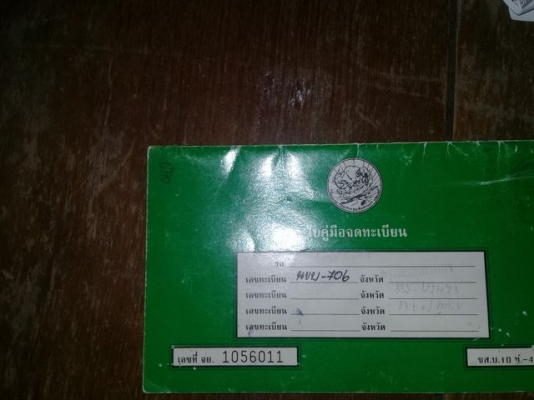 คู่มือจดทะเบียน
รถ
เลขทะเบียน -706 จังหวัด
เลขทะเบียน จังหวัด
เลขทะเบียน จังหวัด
เลขทะเบียน จังหวัด
เลขที่ จย. 1056011
ขส.บ.10 ข.-4